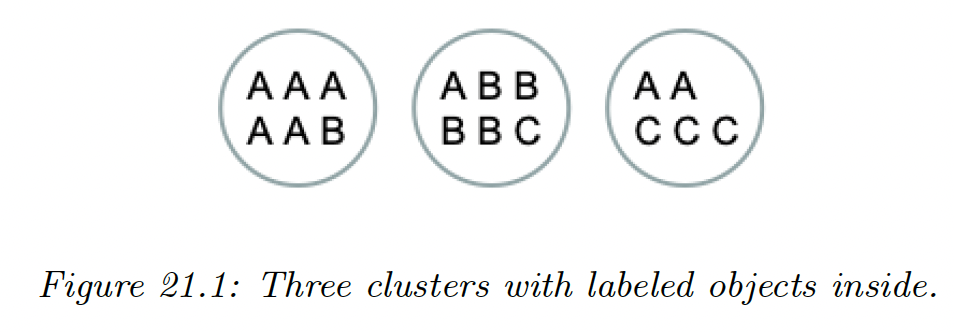 A A A
A A B
A B B
B B C
A A
C C C
Figure 21.1: Three clusters with labeled objects inside.